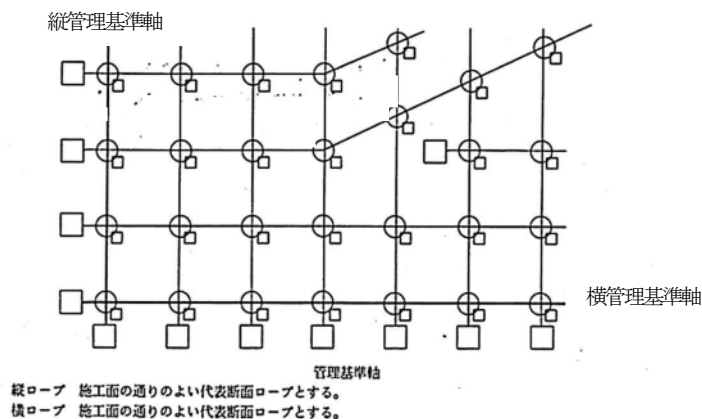 縦管理基準軸
横管理基準軸
管理基準軸
縦ロープ 施工面の通りのよい代表断面ロープとする。
横ロープ 施工面の通りのよい代表断面ロープとする。